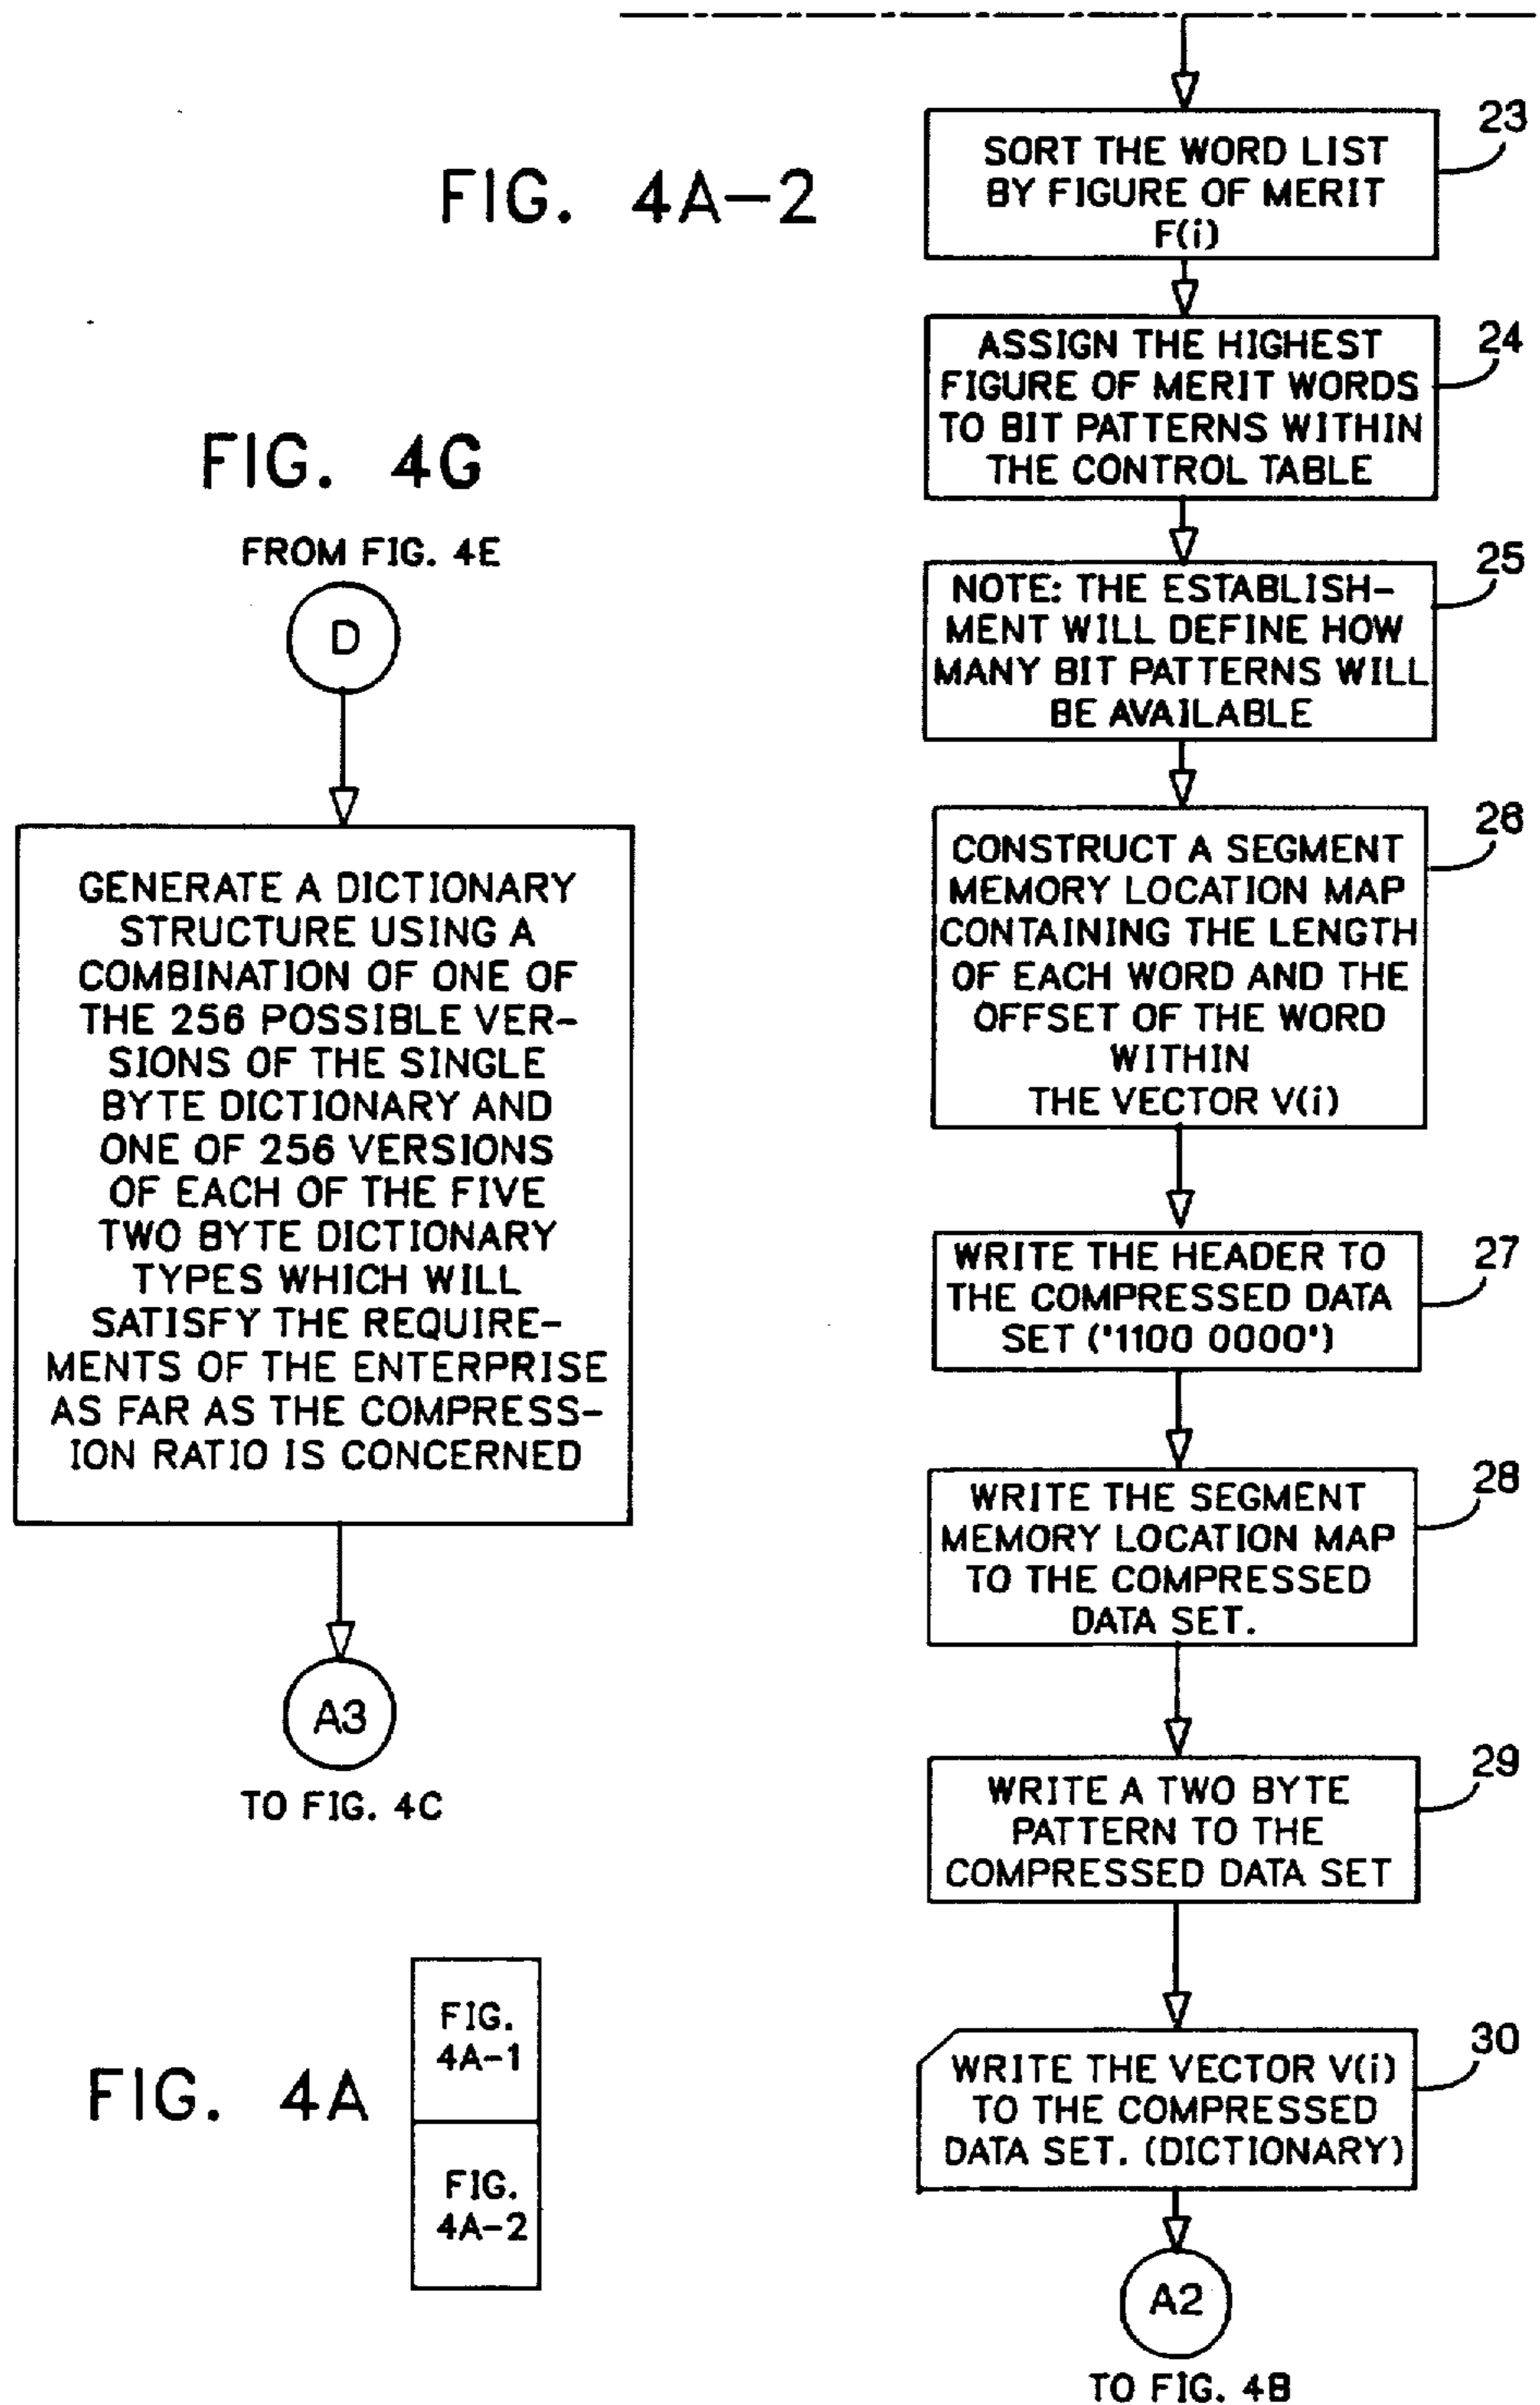 FIG. 4A-2
23
SORT THE WORD LIST
BY FIGURE OF MERIT
F(i)
24
ASSIGN THE HIGHEST
FIGURE OF MERIT WORDS
TO BIT PATTERNS WITHIN
THE CONTROL TABLE
25
NOTE: THE ESTABLISH-
MENT WILL DEFINE HOW
MANY BIT PATTERNS WILL
BE AVAILABLE
26
CONSTRUCT A SEGMENT
MEMORY LOCATION MAP
CONTAINING THE LENGTH
OF EACH WORD AND THE
OFFSET OF THE WORD
WITHIN
THE VECTOR V(i)
27
WRITE THE HEADER TO
THE COMPRESSED DATA
SET ('1100 0000')
28
WRITE THE SEGMENT
MEMORY LOCATION MAP
TO THE COMPRESSED
DATA SET.
29
WRITE A TWO BYTE
PATTERN TO THE
COMPRESSED DATA SET
30
WRITE THE VECTOR V(i)
TO THE COMPRESSED
DATA SET. (DICTIONARY)
A2
TO FIG. 4B
FIG. 4G
FROM FIG. 4E
D
GENERATE A DICTIONARY
STRUCTURE USING A
COMBINATION OF ONE OF
THE 256 POSSIBLE VER-
SIONS OF THE SINGLE
BYTE DICTIONARY AND
ONE OF 256 VERSIONS
OF EACH OF THE FIVE
TWO BYTE DICTIONARY
TYPES WHICH WILL
SATISFY THE REQUIRE-
MENTS OF THE ENTERPRISE
AS FAR AS THE COMPRESS-
ION RATIO IS CONCERNED
A3
TO FIG. 4C
FIG. 4A
FIG.
4A-1
FIG.
4A-2